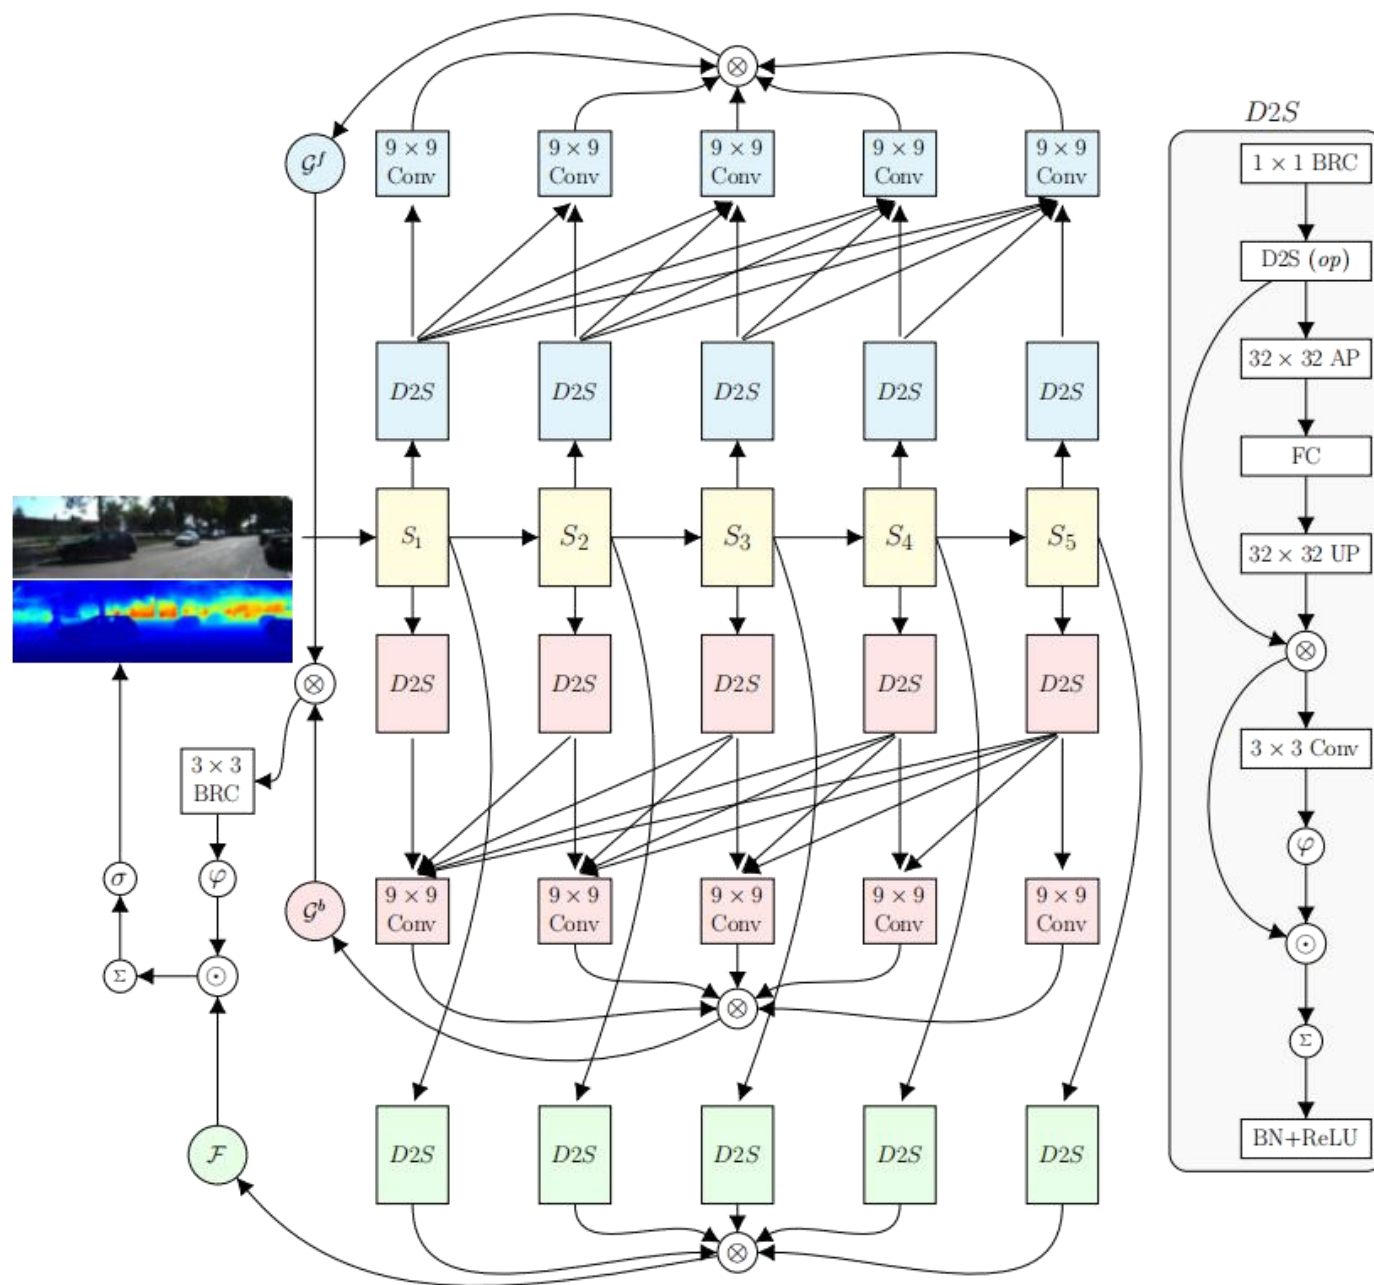 ⊗
D2S
𝒢ᶠ
9 × 9
Conv
9 × 9
Conv
9 × 9
Conv
9 × 9
Conv
9 × 9
Conv
D2S
D2S
D2S
D2S
D2S
S₁
S₂
S₃
S₄
S₅
D2S
D2S
D2S
D2S
D2S
⊗
3 × 3
BRC
σ
φ
𝒢ᵇ
9 × 9
Conv
9 × 9
Conv
9 × 9
Conv
9 × 9
Conv
9 × 9
Conv
Σ
⊙
⊗
ℱ
D2S
D2S
D2S
D2S
D2S
⊗
1 × 1 BRC
D2S (op)
32 × 32 AP
FC
32 × 32 UP
⊗
3 × 3 Conv
φ
⊙
Σ
BN+ReLU